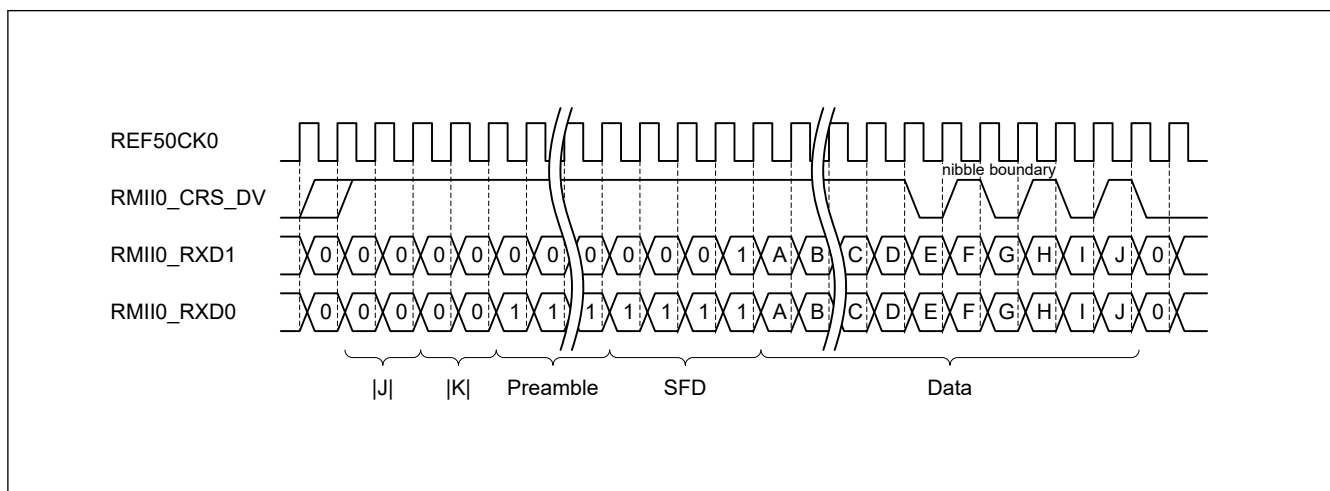 REF50CK0
nibble boundary
RMII0_CRS_DV
RMII0_RXD1 0 0 0 0 0 0 0 0 0 0 0 1 A B C D E F G H I J 0
RMII0_RXD0 0 0 0 0 0 1 1 1 1 1 1 1 A B C D E F G H I J 0
|J| |K| Preamble SFD Data